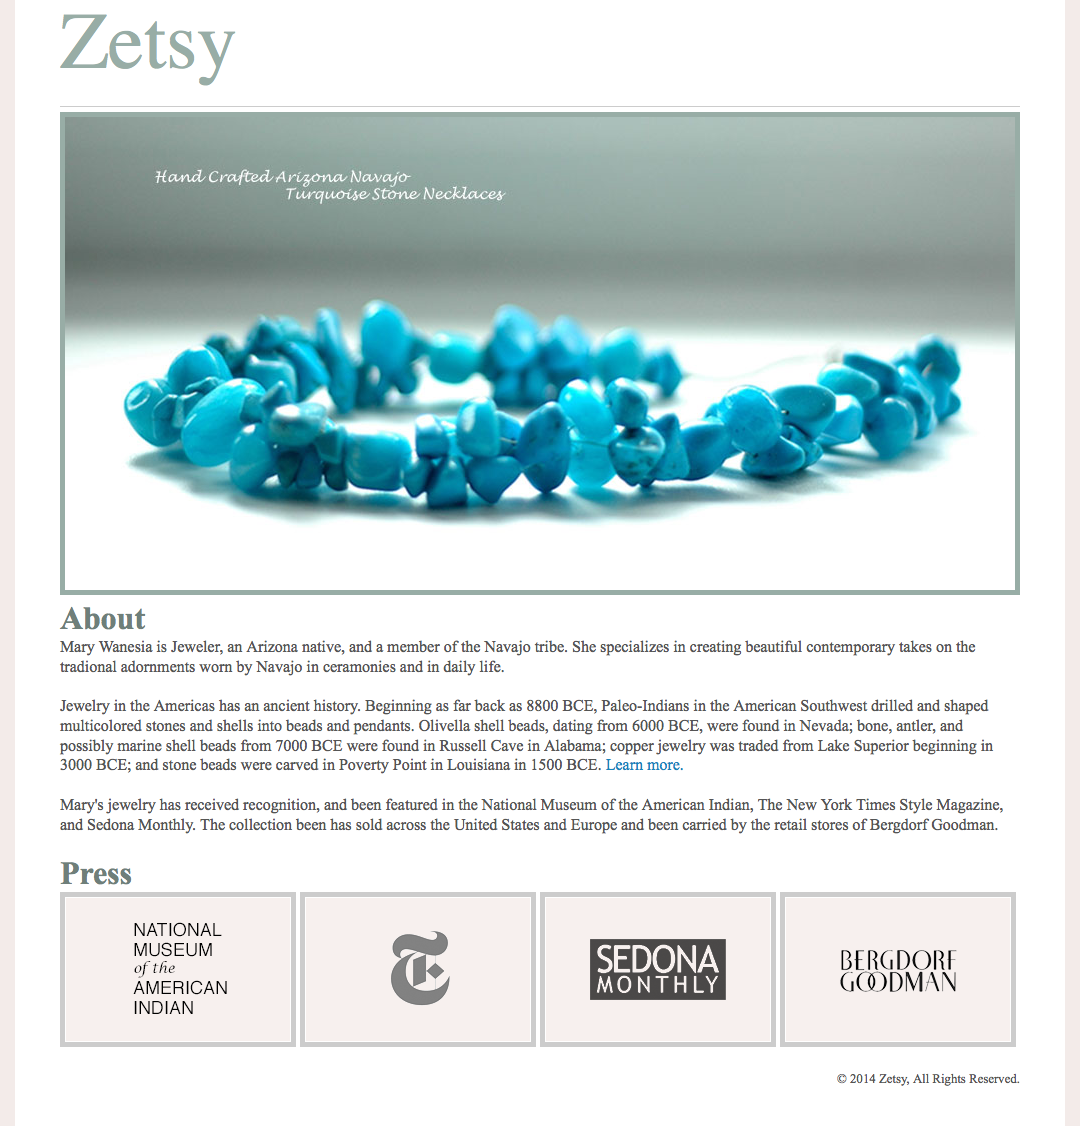 Zetsy
Hand Crafted Arizona Navajo
Turquoise Stone Necklaces
About
Mary Wanesia is Jeweler, an Arizona native, and a member of the Navajo tribe. She specializes in creating beautiful contemporary takes on the
tradional adornments worn by Navajo in ceramonies and in daily life.
Jewelry in the Americas has an ancient history. Beginning as far back as 8800 BCE, Paleo-Indians in the American Southwest drilled and shaped
multicolored stones and shells into beads and pendants. Olivella shell beads, dating from 6000 BCE, were found in Nevada; bone, antler, and
possibly marine shell beads from 7000 BCE were found in Russell Cave in Alabama; copper jewelry was traded from Lake Superior beginning in
3000 BCE; and stone beads were carved in Poverty Point in Louisiana in 1500 BCE. Learn more.
Mary's jewelry has received recognition, and been featured in the National Museum of the American Indian, The New York Times Style Magazine,
and Sedona Monthly. The collection been has sold across the United States and Europe and been carried by the retail stores of Bergdorf Goodman.
Press
NATIONAL
MUSEUM
of the
AMERICAN
INDIAN
T
SEDONA
MONTHLY
BERGDORF
GOODMAN
© 2014 Zetsy, All Rights Reserved.